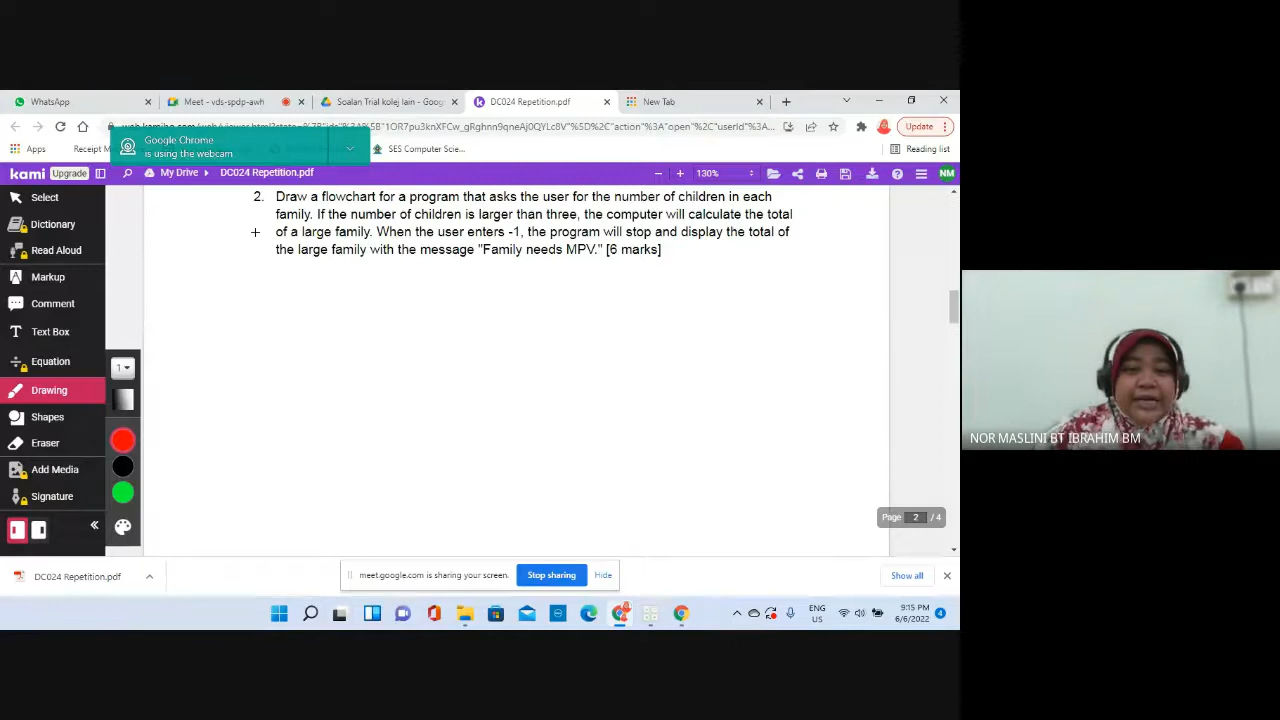 WhatsApp
Meet - vds-spdp-awh
Soalan Trial kolej lain - Goog
DC024 Repetition.pdf
New Tab
Update
Google Chrome
is using the webcam
Apps
Receipt M
SES Computer Scie...
Reading list
kami Upgrade
My Drive
DC024 Repetition.pdf
130%
NM
Select
Dictionary
Read Aloud
Markup
Comment
Text Box
Equation
Drawing
Shapes
Eraser
Add Media
Signature
1
2. Draw a flowchart for a program that asks the user for the number of children in each
family. If the number of children is larger than three, the computer will calculate the total
of a large family. When the user enters -1, the program will stop and display the total of
the large family with the message "Family needs MPV." [6 marks]
Page 2 / 4
NOR MASLINI BT IBRAHIM BM
DC024 Repetition.pdf
meet.google.com is sharing your screen.
Stop sharing
Hide
Show all
ENG
US
9:15 PM
6/6/2022
4